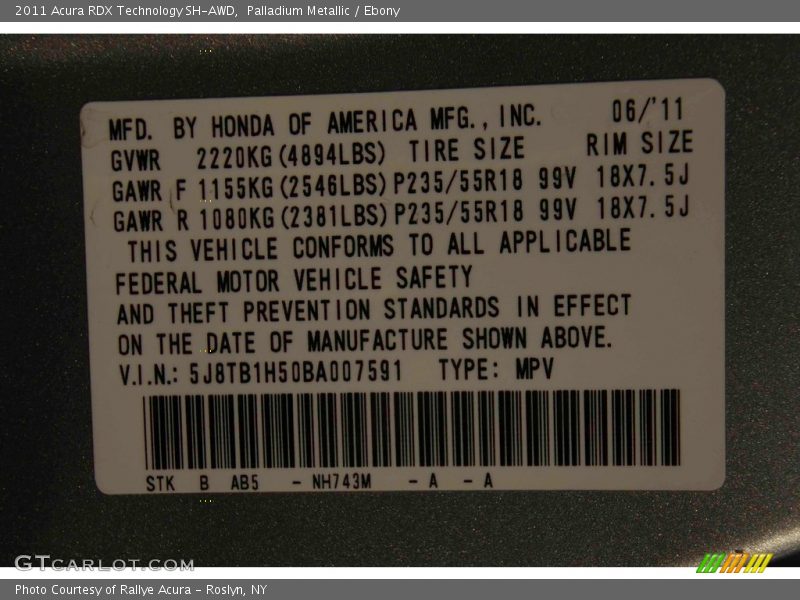 2011 Acura RDX Technology SH-AWD,  Palladium Metallic / Ebony
MFD. BY HONDA OF AMERICA MFG., INC. 06/'11
GVWR 2220KG(4894LBS) TIRE SIZE RIM SIZE
GAWR F 1155KG(2546LBS) P235/55R18 99V 18X7.5J
GAWR R 1080KG(2381LBS) P235/55R18 99V 18X7.5J
THIS VEHICLE CONFORMS TO ALL APPLICABLE
FEDERAL MOTOR VEHICLE SAFETY
AND THEFT PREVENTION STANDARDS IN EFFECT
ON THE DATE OF MANUFACTURE SHOWN ABOVE.
V.I.N.: 5J8TB1H50BA007591 TYPE: MPV
STK B AB5 - NH743M - A - A
GTcarlot.com
Photo Courtesy of Rallye Acura - Roslyn, NY